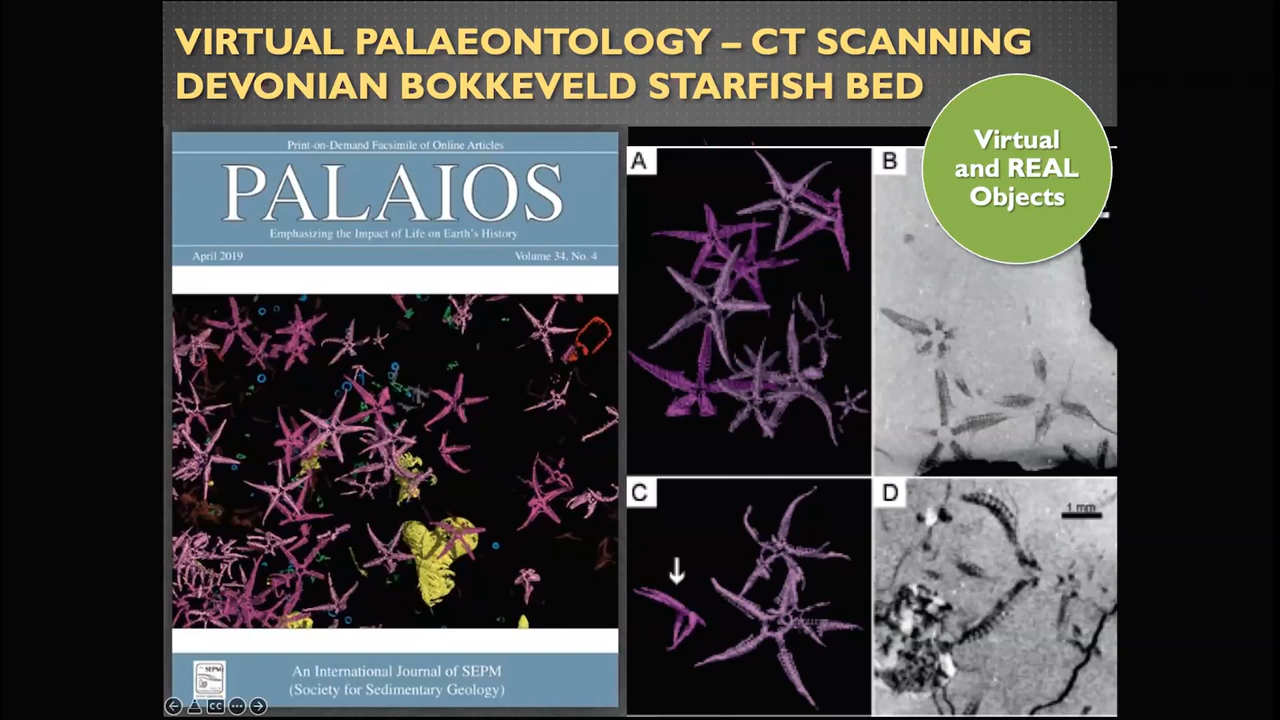 VIRTUAL PALAEONTOLOGY – CT SCANNING
DEVONIAN BOKKEVELD STARFISH BED
Virtual
and REAL
Objects
Print-on-Demand Facsimile of Online Articles
PALAIOS
Emphasizing the Impact of Life on Earth's History
April 2019
Volume 34, No. 4
SEPM
An International Journal of SEPM
(Society for Sedimentary Geology)
CC
A
B
C
D
1 mm